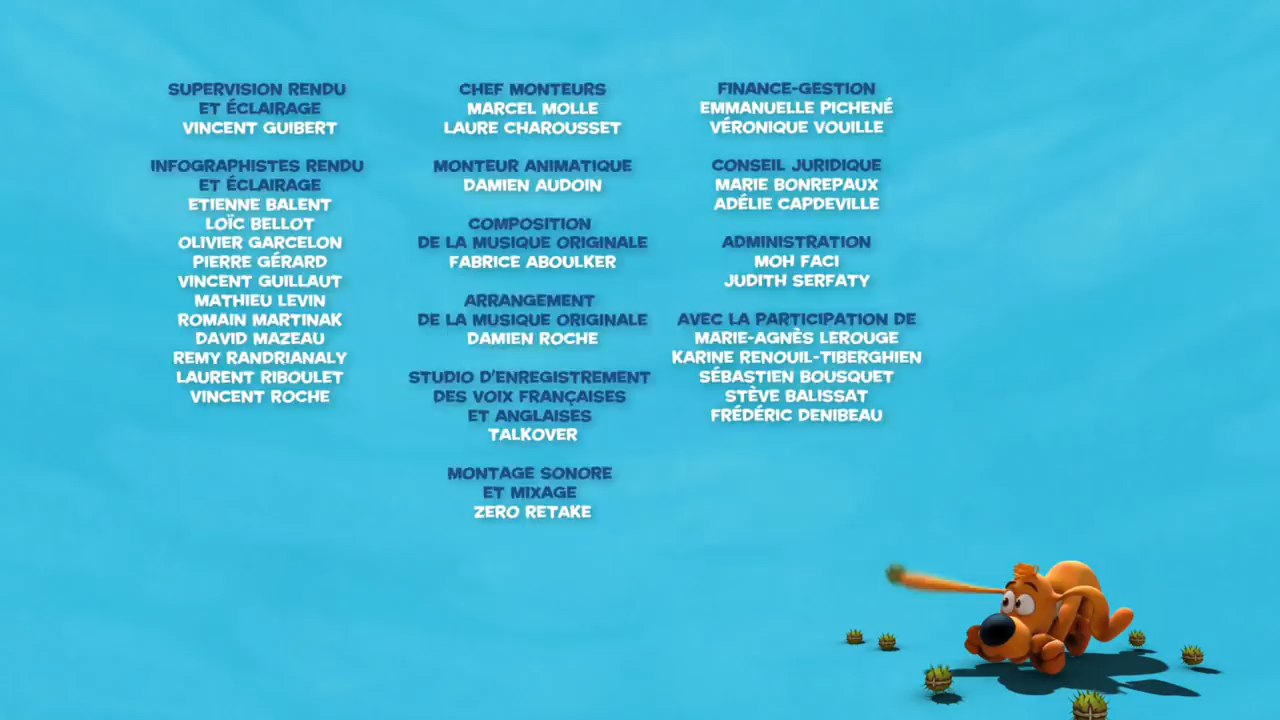 SUPERVISION RENDU
ET ÉCLAIRAGE
VINCENT GUIBERT
INFOGRAPHISTES RENDU
ET ÉCLAIRAGE
ETIENNE BALENT
LOÏC BELLOT
OLIVIER GARCELON
PIERRE GÉRARD
VINCENT GUILLAUT
MATHIEU LEVIN
ROMAIN MARTINAK
DAVID MAZEAU
REMY RANDRIANALY
LAURENT RIBOULET
VINCENT ROCHE
CHEF MONTEURS
MARCEL MOLLE
LAURE CHAROUSSET
MONTEUR ANIMATIQUE
DAMIEN AUDOIN
COMPOSITION
DE LA MUSIQUE ORIGINALE
FABRICE ABOULKER
ARRANGEMENT
DE LA MUSIQUE ORIGINALE
DAMIEN ROCHE
STUDIO D'ENREGISTREMENT
DES VOIX FRANÇAISES
ET ANGLAISES
TALKOVER
MONTAGE SONORE
ET MIXAGE
ZERO RETAKE
FINANCE-GESTION
EMMANUELLE PICHENÉ
VÉRONIQUE VOUILLE
CONSEIL JURIDIQUE
MARIE BONREPAUX
ADÉLIE CAPDEVILLE
ADMINISTRATION
MOH FACI
JUDITH SERFATY
AVEC LA PARTICIPATION DE
MARIE-AGNÈS LEROUGE
KARINE RENOUIL-TIBERGHIEN
SÉBASTIEN BOUSQUET
STÈVE BALISSAT
FRÉDÉRIC DENIBEAU